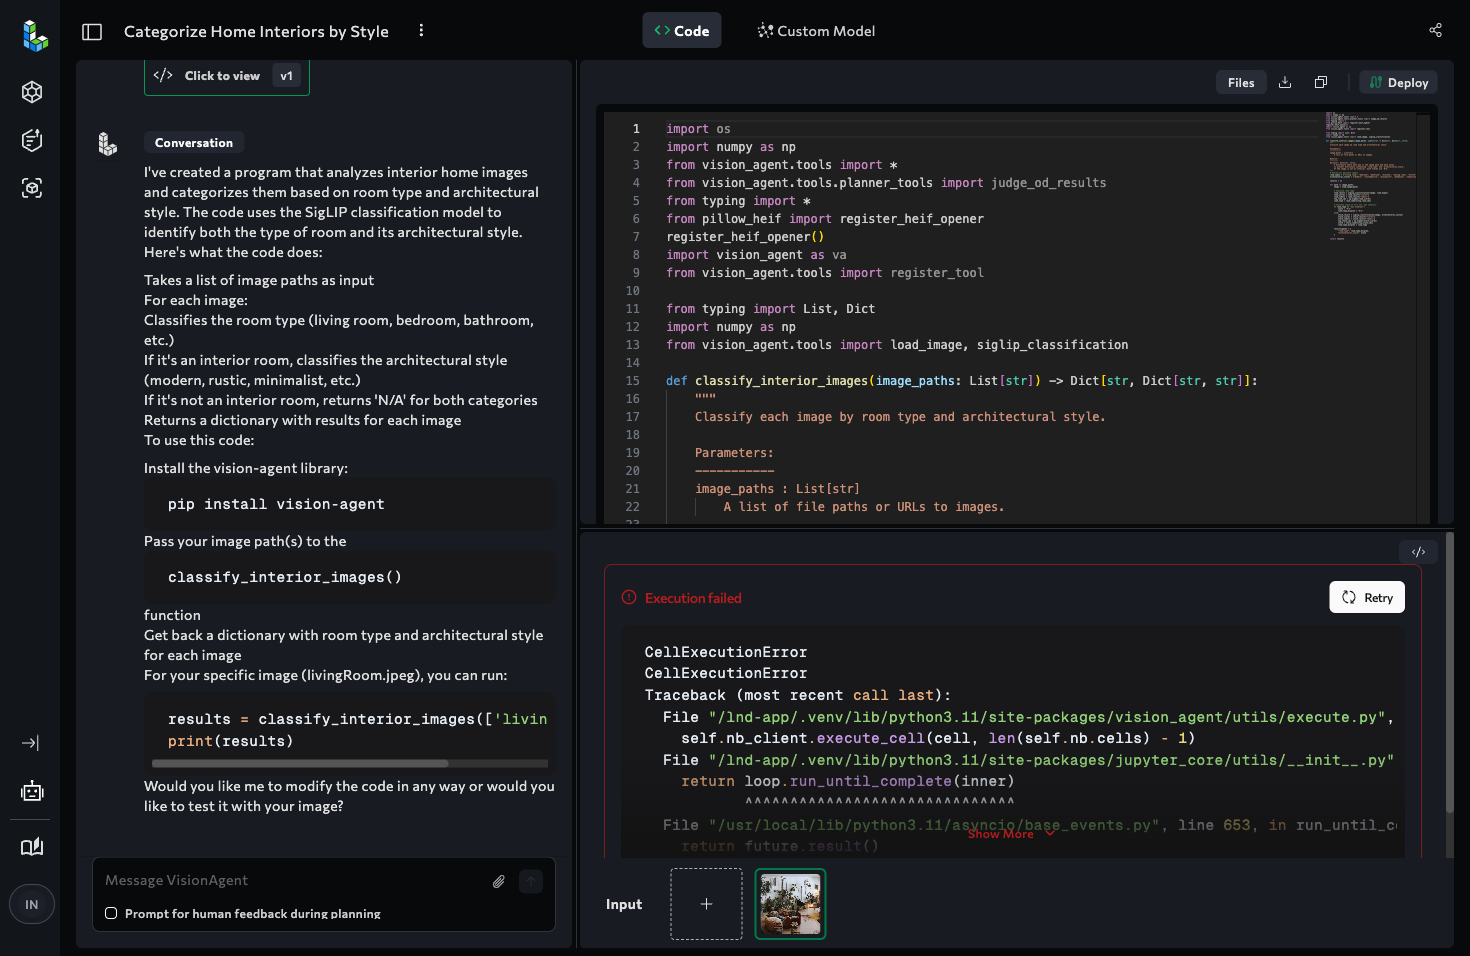 Categorize Home Interiors by Style
<> Code
Custom Model
</> Click to view v1
Conversation
I've created a program that analyzes interior home images
and categorizes them based on room type and architectural
style. The code uses the SigLIP classification model to
identify both the type of room and its architectural style.
Here's what the code does:
Takes a list of image paths as input
For each image:
Classifies the room type (living room, bedroom, bathroom,
etc.)
If it's an interior room, classifies the architectural style
(modern, rustic, minimalist, etc.)
If it's not an interior room, returns 'N/A' for both categories
Returns a dictionary with results for each image
To use this code:
Install the vision-agent library:
pip install vision-agent
Pass your image path(s) to the
classify_interior_images()
function
Get back a dictionary with room type and architectural style
for each image
For your specific image (livingRoom.jpeg), you can run:
results = classify_interior_images(['livin
print(results)
Would you like me to modify the code in any way or would you
like to test it with your image?
Message VisionAgent
Prompt for human feedback during planning
IN
Files
Deploy
1 import os
2 import numpy as np
3 from vision_agent.tools import *
4 from vision_agent.tools.planner_tools import judge_od_results
5 from typing import *
6 from pillow_heif import register_heif_opener
7 register_heif_opener()
8 import vision_agent as va
9 from vision_agent.tools import register_tool
10
11 from typing import List, Dict
12 import numpy as np
13 from vision_agent.tools import load_image, siglip_classification
14
15 def classify_interior_images(image_paths: List[str]) -> Dict[str, Dict[str, str]]:
16 """
17 Classify each image by room type and architectural style.
18
19 Parameters:
20 -----------
21 image_paths : List[str]
22 A list of file paths or URLs to images.
23
</>
Execution failed
Retry
CellExecutionError
CellExecutionError
Traceback (most recent call last):
File "/lnd-app/.venv/lib/python3.11/site-packages/vision_agent/utils/execute.py",
self.nb_client.execute_cell(cell, len(self.nb.cells) - 1)
File "/lnd-app/.venv/lib/python3.11/site-packages/jupyter_core/utils/__init__.py"
return loop.run_until_complete(inner)
^^^^^^^^^^^^^^^^^^^^^^^^^^^^^^
File "/usr/local/lib/python3.11/asyncio/base_events.py", line 653, in run_until_c
Show More
return future.result()
Input
+